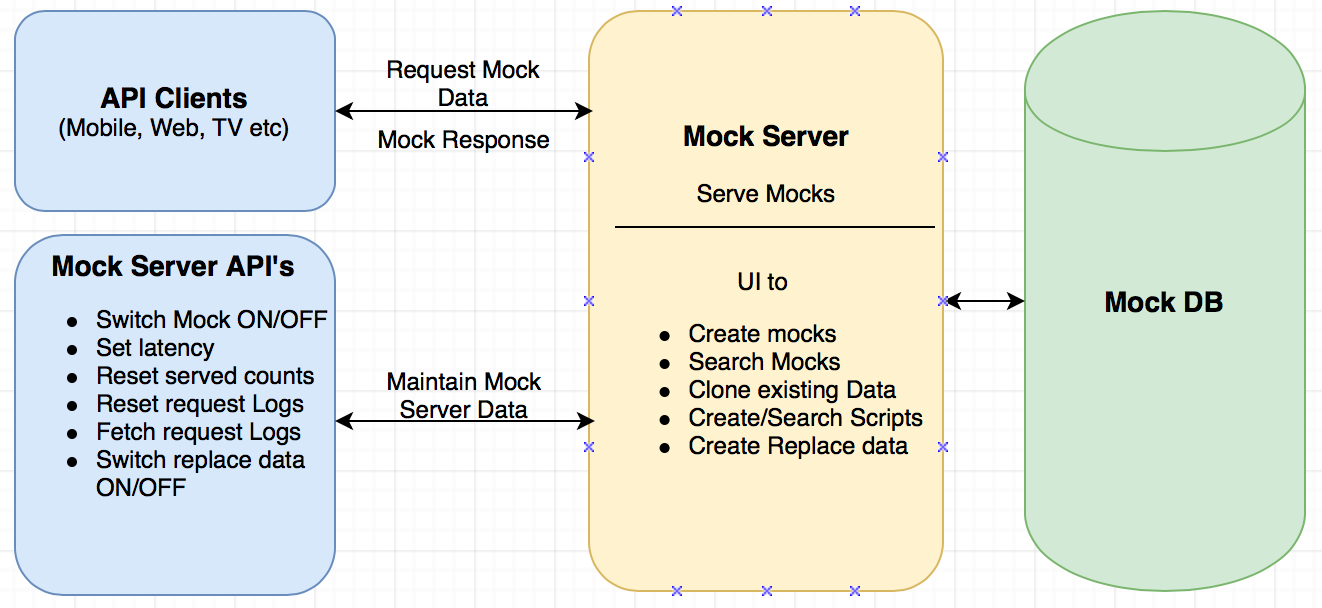 API Clients
(Mobile, Web, TV etc)
Request Mock
Data
Mock Response
Mock Server API's
● Switch Mock ON/OFF
● Set latency
● Reset served counts
● Reset request Logs
● Fetch request Logs
● Switch replace data
ON/OFF
Maintain Mock
Server Data
Mock Server
Serve Mocks
UI to
● Create mocks
● Search Mocks
● Clone existing Data
● Create/Search Scripts
● Create Replace data
Mock DB